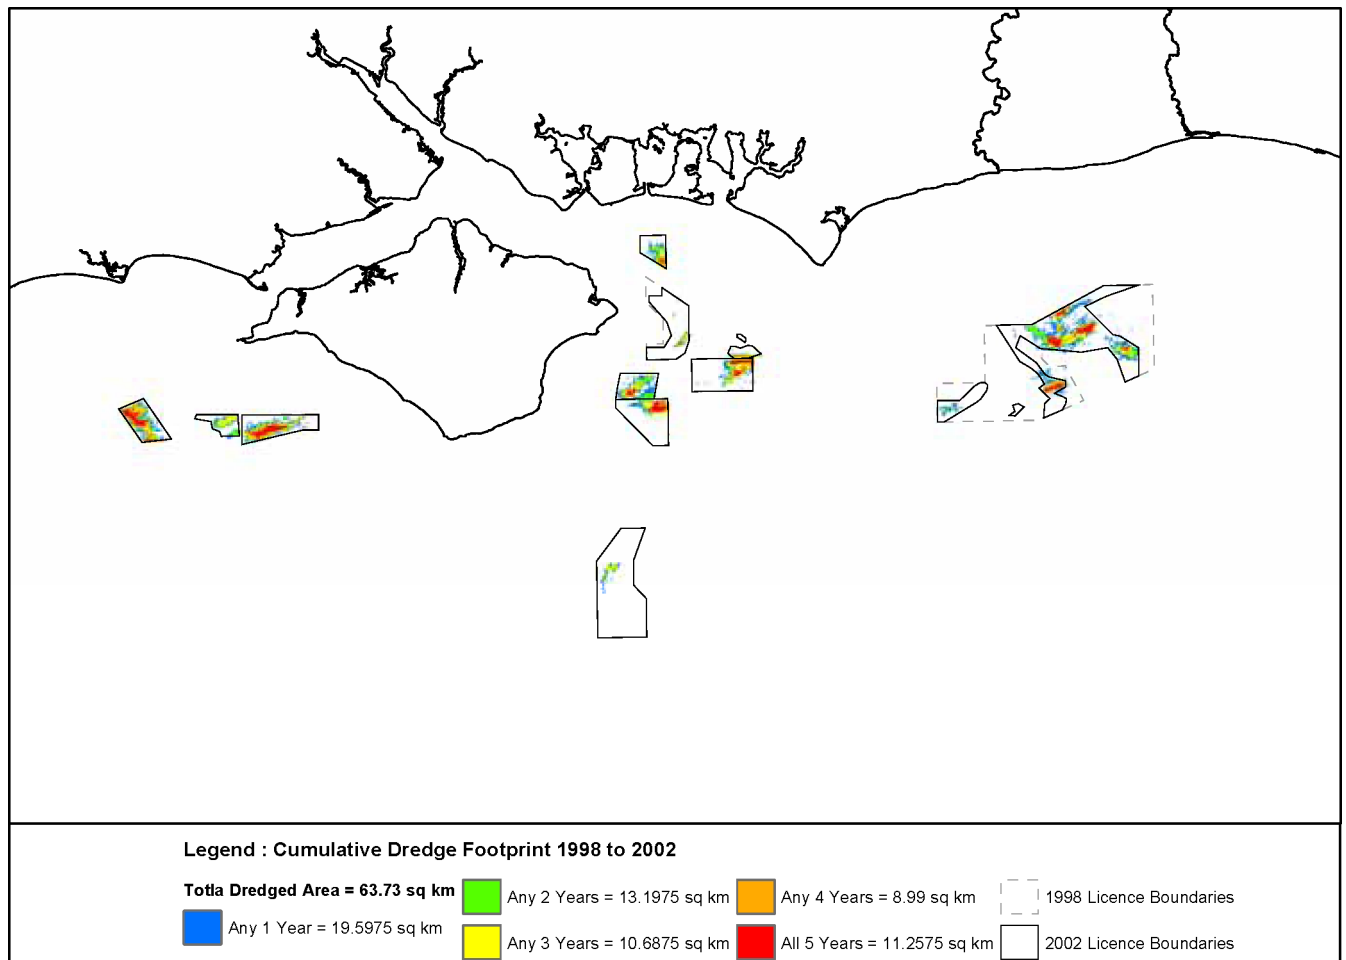 Legend : Cumulative Dredge Footprint 1998 to 2002
Totla Dredged Area = 63.73 sq km
Any 1 Year = 19.5975 sq km
Any 2 Years = 13.1975 sq km
Any 3 Years = 10.6875 sq km
Any 4 Years = 8.99 sq km
All 5 Years = 11.2575 sq km
1998 Licence Boundaries
2002 Licence Boundaries